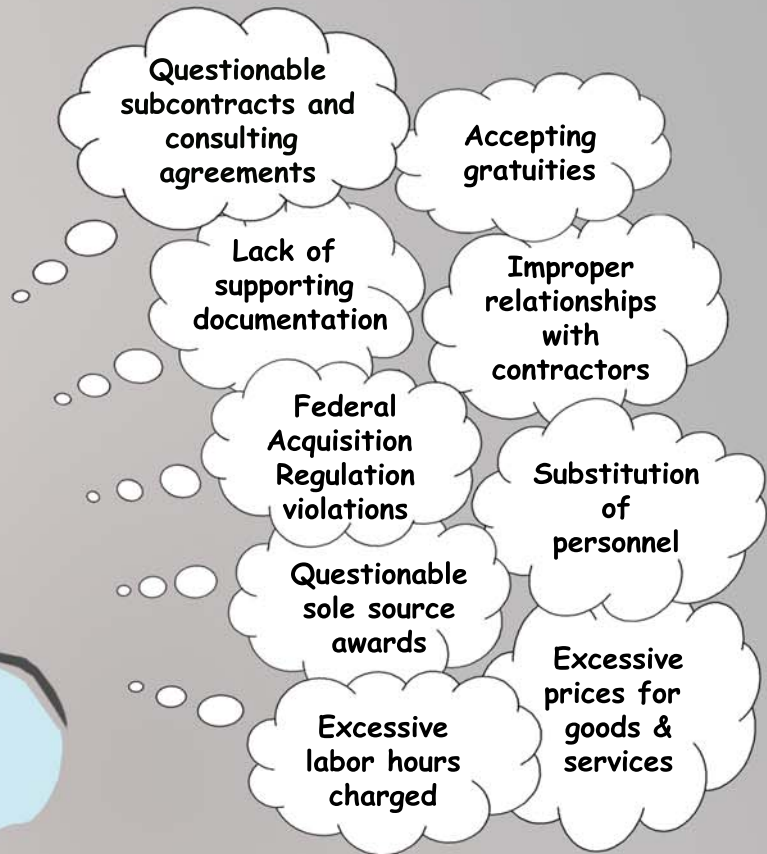 Questionable
subcontracts and
consulting
agreements
Accepting
gratuities
Lack of
supporting
documentation
Improper
relationships
with
contractors
Federal
Acquisition
Regulation
violations
Substitution
of
personnel
Questionable
sole source
awards
Excessive
prices for
goods &
services
Excessive
labor hours
charged